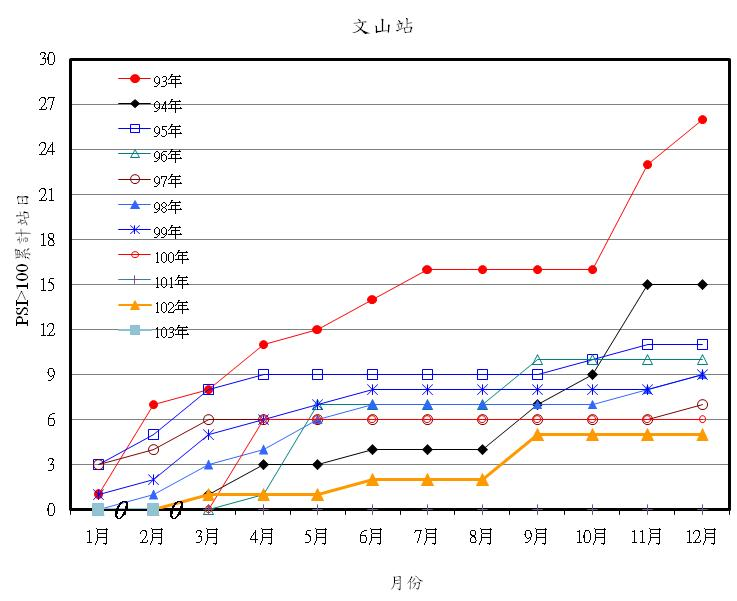 文山站
PSI>100累計站日
30
27
24
21
18
15
12
9
6
3
0
93年
94年
95年
96年
97年
98年
99年
100年
101年
102年
103年
0 0
1月 2月 3月 4月 5月 6月 7月 8月 9月 10月 11月 12月
月份